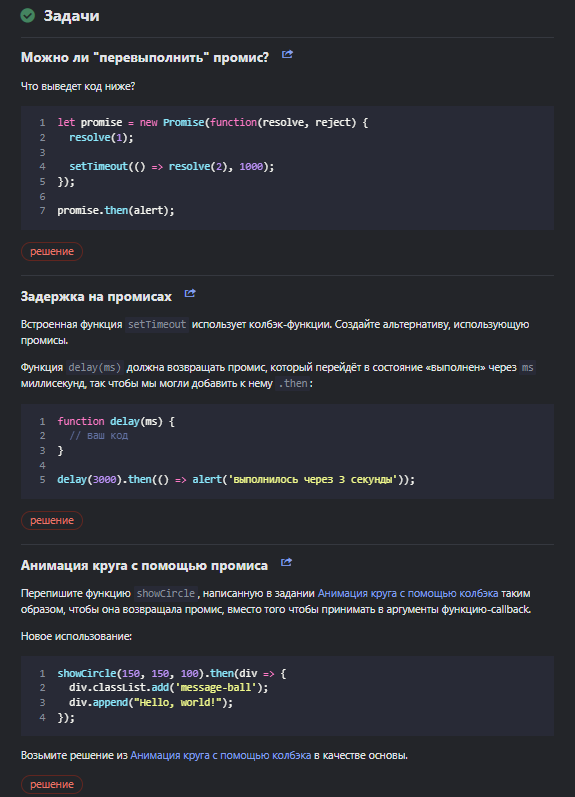 Задачи
Можно ли "перевыполнить" промис?
Что выведет код ниже?
1 let promise = new Promise(function(resolve, reject) {
2   resolve(1);
3
4   setTimeout(() => resolve(2), 1000);
5 });
6
7 promise.then(alert);
решение
Задержка на промисах
Встроенная функция setTimeout использует колбэк-функции. Создайте альтернативу, использующую
промисы.
Функция delay(ms) должна возвращать промис, который перейдёт в состояние «выполнен» через ms
миллисекунд, так чтобы мы могли добавить к нему .then:
1 function delay(ms) {
2   // ваш код
3 }
4
5 delay(3000).then(() => alert('выполнилось через 3 секунды'));
решение
Анимация круга с помощью промиса
Перепишите функцию showCircle, написанную в задании Анимация круга с помощью колбэка таким
образом, чтобы она возвращала промис, вместо того чтобы принимать в аргументы функцию-callback.
Новое использование:
1 showCircle(150, 150, 100).then(div => {
2   div.classList.add('message-ball');
3   div.append("Hello, world!");
4 });
Возьмите решение из Анимация круга с помощью колбэка в качестве основы.
решение